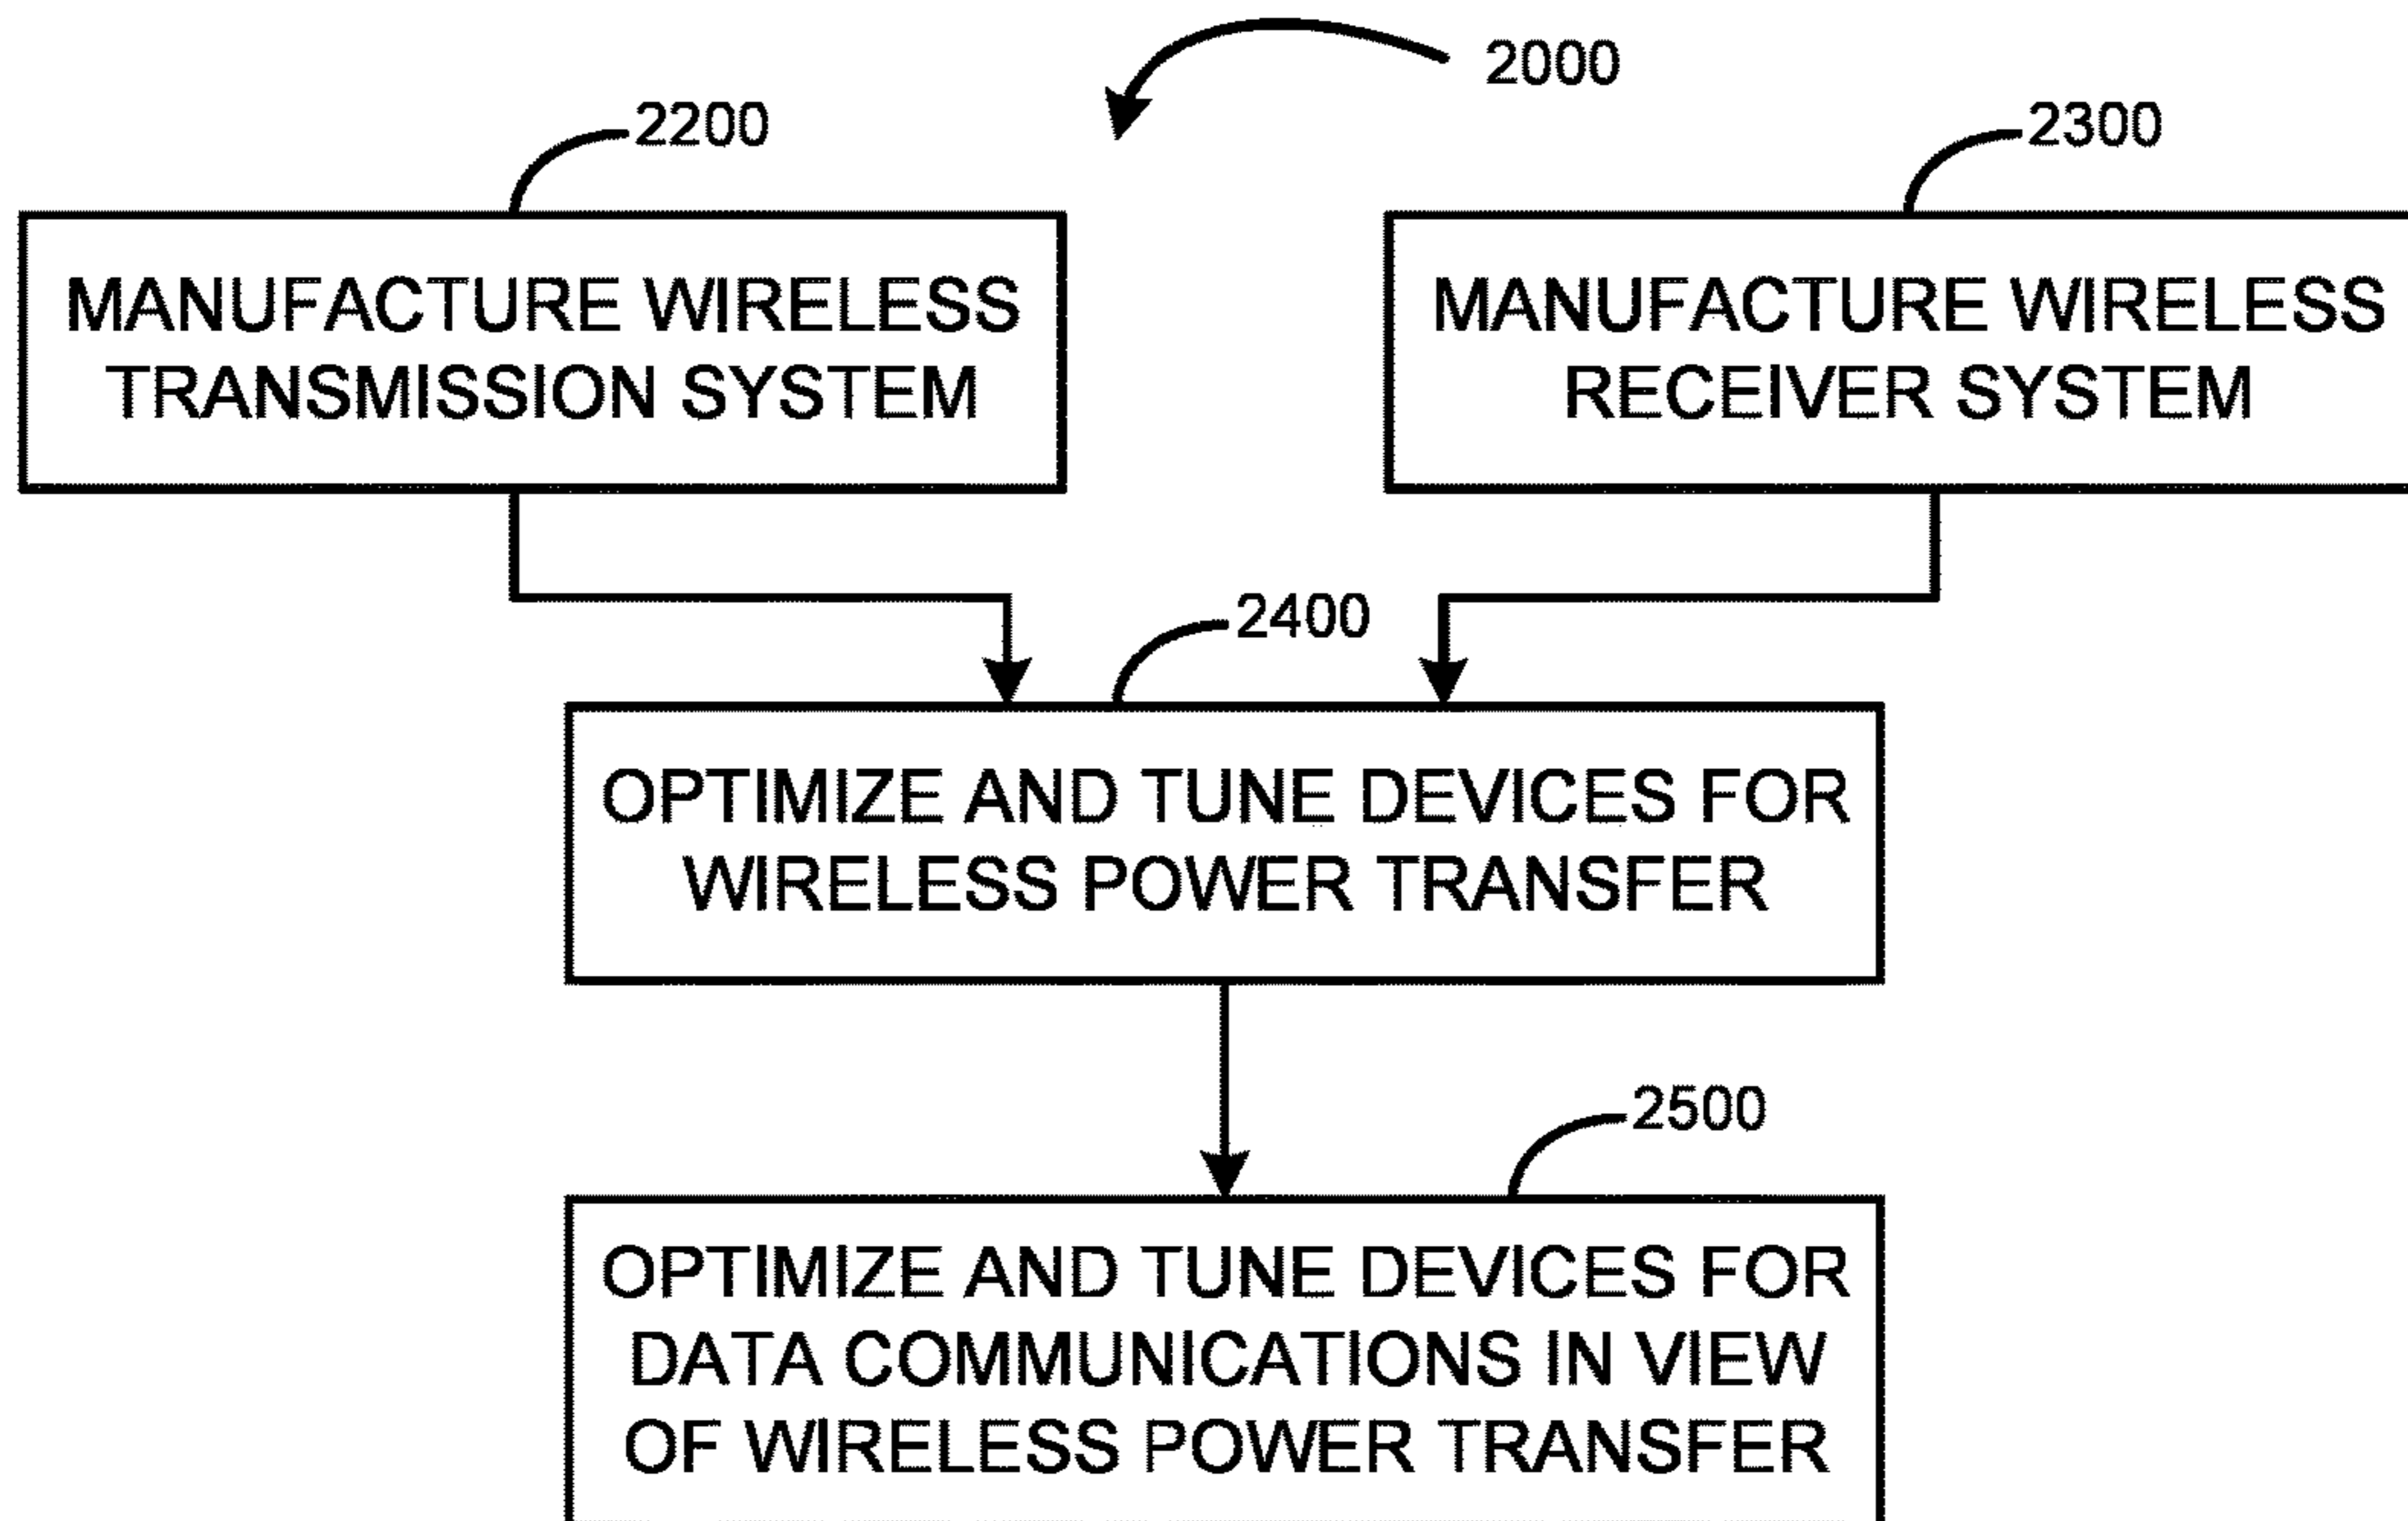 2000
2200
2300
MANUFACTURE WIRELESS
TRANSMISSION SYSTEM
MANUFACTURE WIRELESS
RECEIVER SYSTEM
2400
OPTIMIZE AND TUNE DEVICES FOR
WIRELESS POWER TRANSFER
2500
OPTIMIZE AND TUNE DEVICES FOR
DATA COMMUNICATIONS IN VIEW
OF WIRELESS POWER TRANSFER